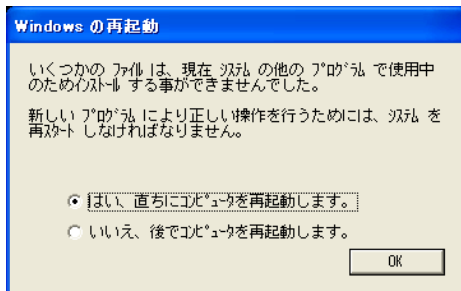 Windows の再起動
いくつかの ﾌｧｲﾙ は、現在 ｼｽﾃﾑ の他の ﾌﾟﾛｸﾞﾗﾑ で使用中
のためｲﾝｽﾄｰﾙ する事ができませんでした。
新しい ﾌﾟﾛｸﾞﾗﾑ により正しい操作を行うためには、ｼｽﾃﾑ を
再ｽﾀｰﾄ しなければなりません。
はい、直ちにｺﾝﾋﾟｭｰﾀを再起動します。
いいえ、後でｺﾝﾋﾟｭｰﾀを再起動します。
OK